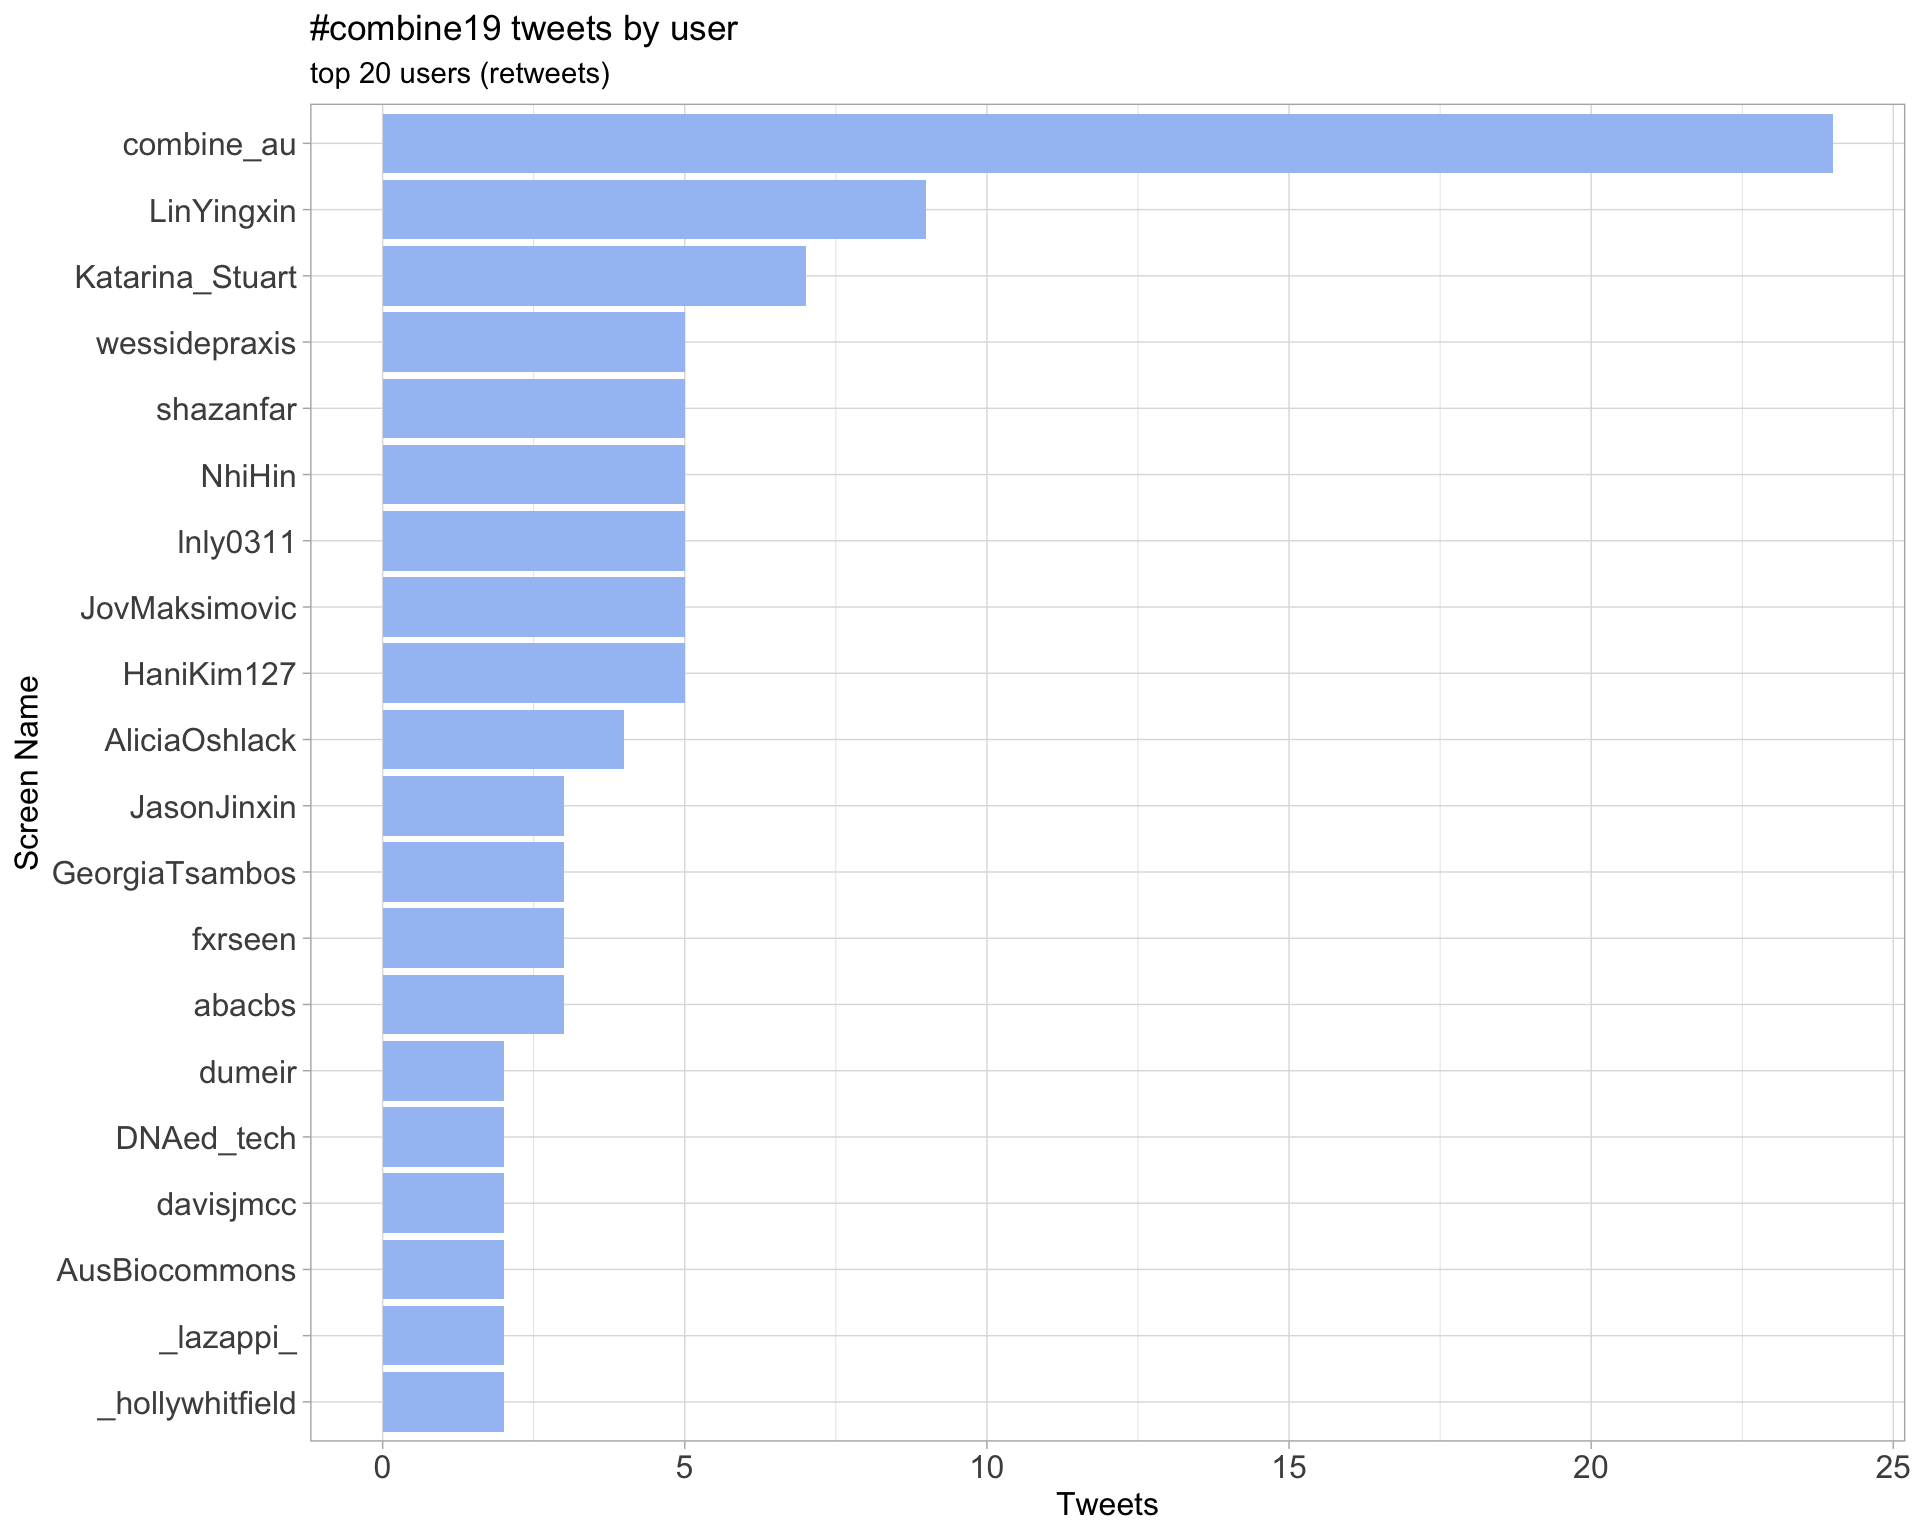 #combine19 tweets by user
top 20 users (retweets)
Screen Name
combine_au
LinYingxin
Katarina_Stuart
wessidepraxis
shazanfar
NhiHin
lnly0311
JovMaksimovic
HaniKim127
AliciaOshlack
JasonJinxin
GeorgiaTsambos
fxrseen
abacbs
dumeir
DNAed_tech
davisjmcc
AusBiocommons
_lazappi_
_hollywhitfield
0 5 10 15 20 25
Tweets